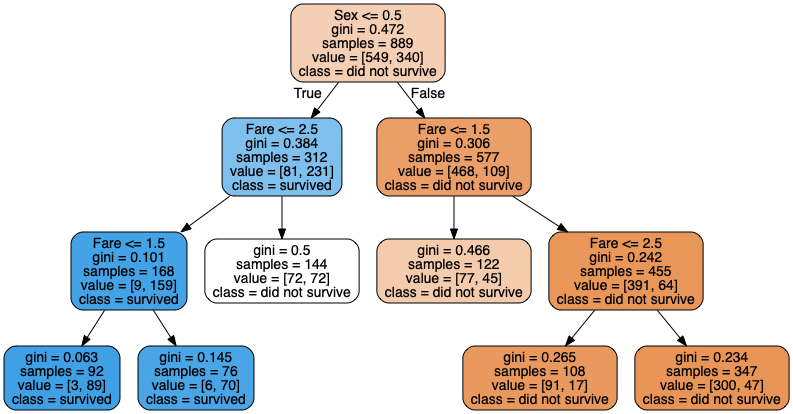 Sex <= 0.5
gini = 0.472
samples = 889
value = [549, 340]
class = did not survive
True
False
Fare <= 2.5
gini = 0.384
samples = 312
value = [81, 231]
class = survived
Fare <= 1.5
gini = 0.306
samples = 577
value = [468, 109]
class = did not survive
Fare <= 1.5
gini = 0.101
samples = 168
value = [9, 159]
class = survived
gini = 0.5
samples = 144
value = [72, 72]
class = did not survive
gini = 0.466
samples = 122
value = [77, 45]
class = did not survive
Fare <= 2.5
gini = 0.242
samples = 455
value = [391, 64]
class = did not survive
gini = 0.063
samples = 92
value = [3, 89]
class = survived
gini = 0.145
samples = 76
value = [6, 70]
class = survived
gini = 0.265
samples = 108
value = [91, 17]
class = did not survive
gini = 0.234
samples = 347
value = [300, 47]
class = did not survive